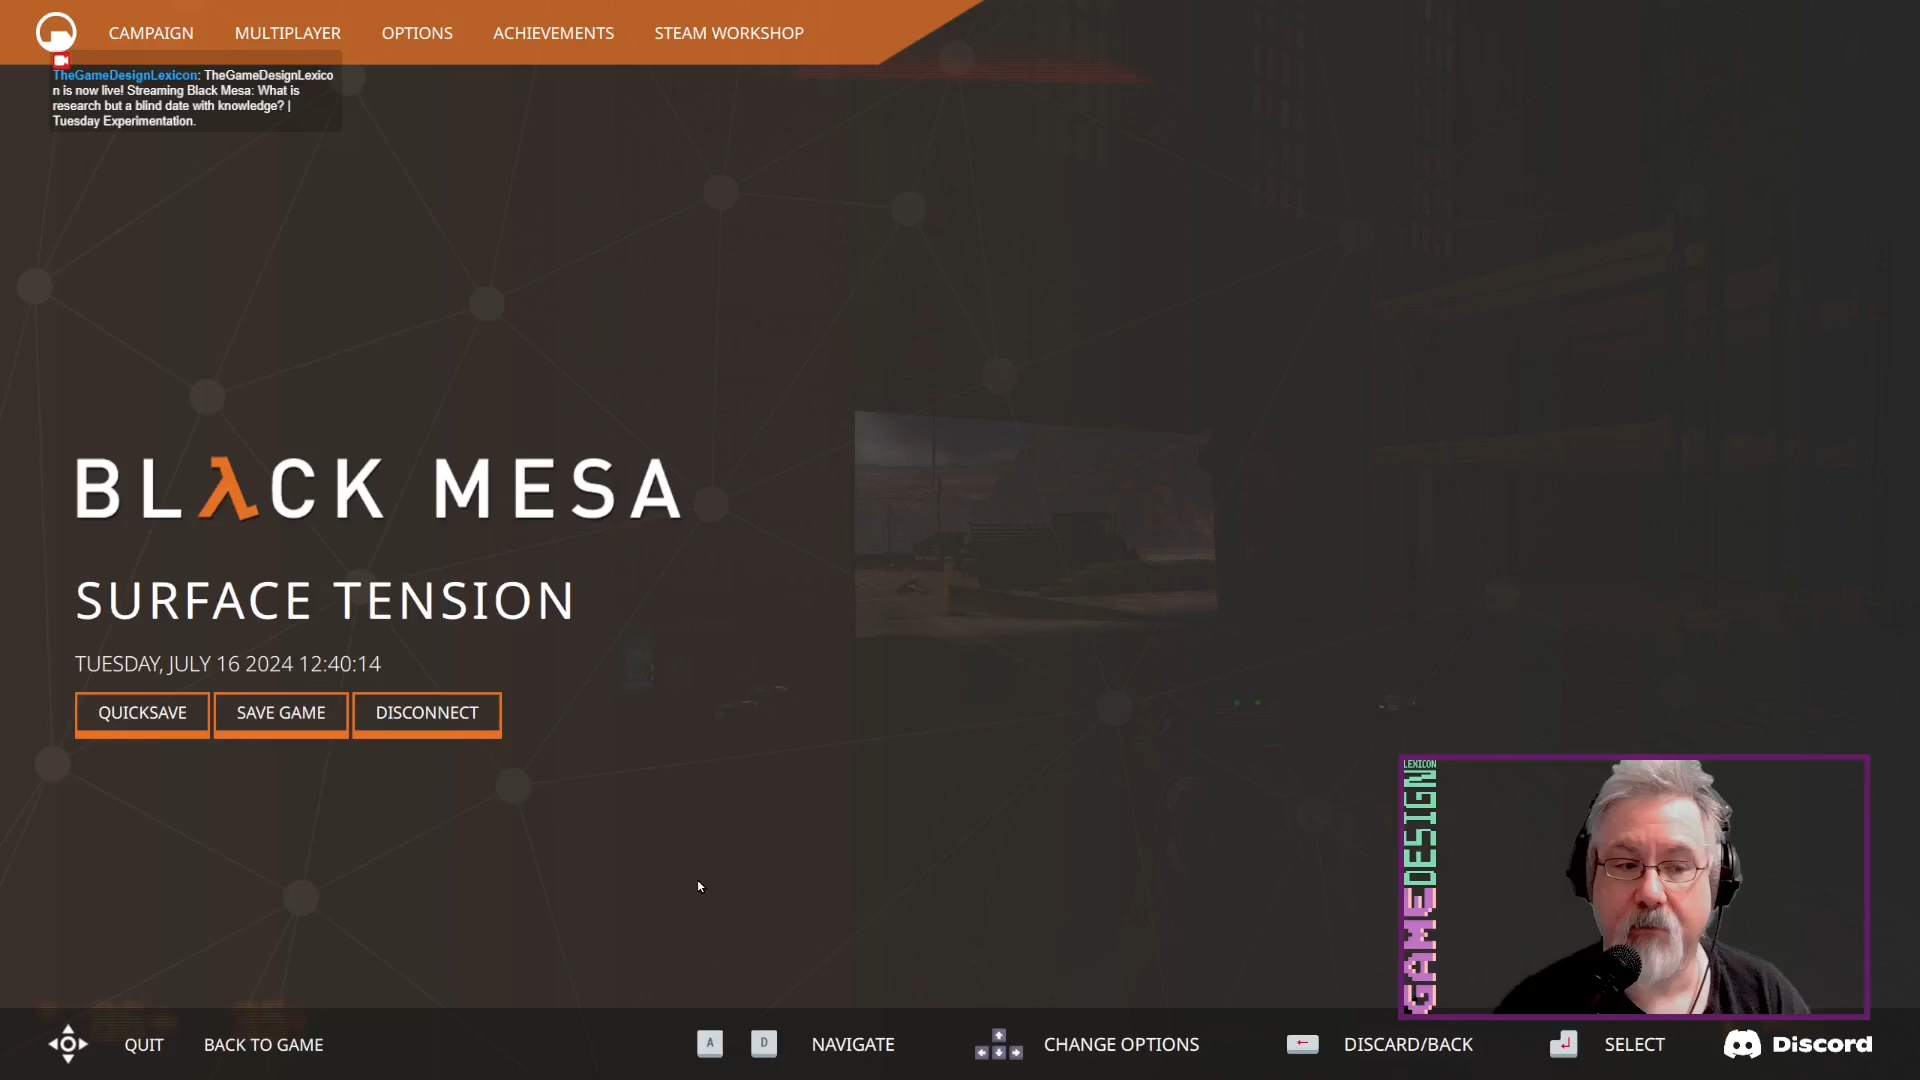 CAMPAIGN MULTIPLAYER OPTIONS ACHIEVEMENTS STEAM WORKSHOP
TheGameDesignLexicon: TheGameDesignLexico
n is now live! Streaming Black Mesa: What is
research but a blind date with knowledge? |
Tuesday Experimentation.
BLλCK MESA
SURFACE TENSION
TUESDAY, JULY 16 2024 12:40:14
QUICKSAVE SAVE GAME DISCONNECT
GAMEDESIGN
LEXICON
QUIT BACK TO GAME A D NAVIGATE CHANGE OPTIONS DISCARD/BACK SELECT Discord